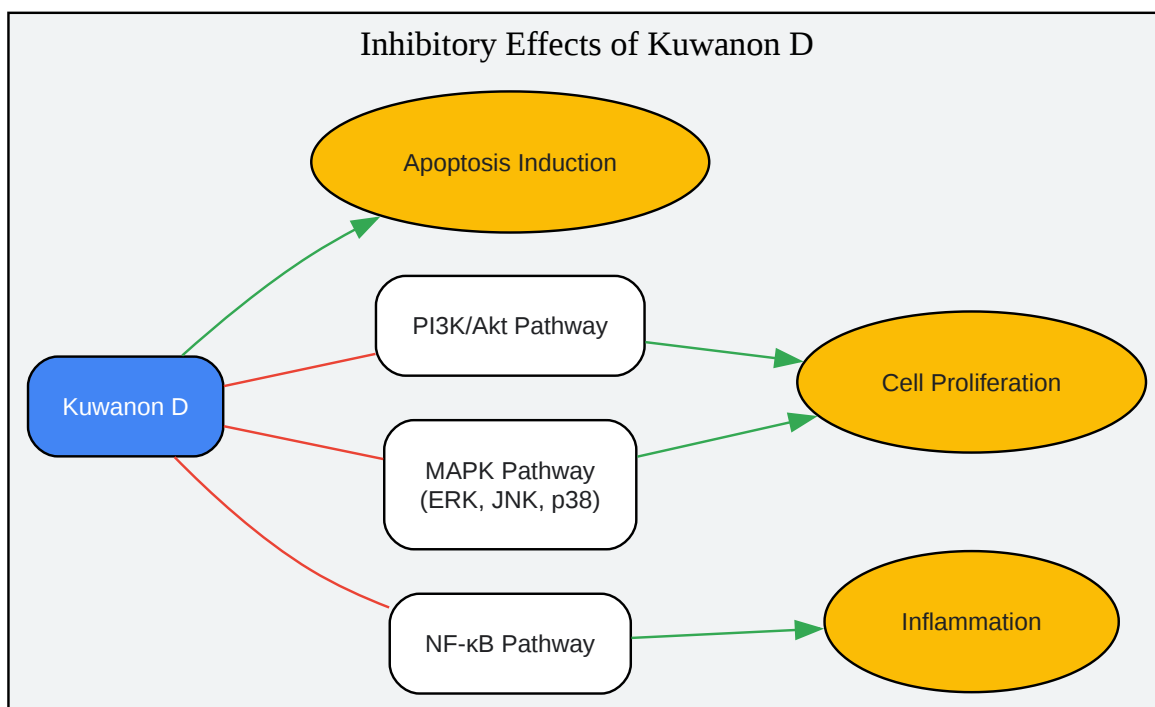 Inhibitory Effects of Kuwanon D
Apoptosis Induction
PI3K/Akt Pathway
Cell Proliferation
Kuwanon D
MAPK Pathway
(ERK, JNK, p38)
Inflammation
NF-κB Pathway